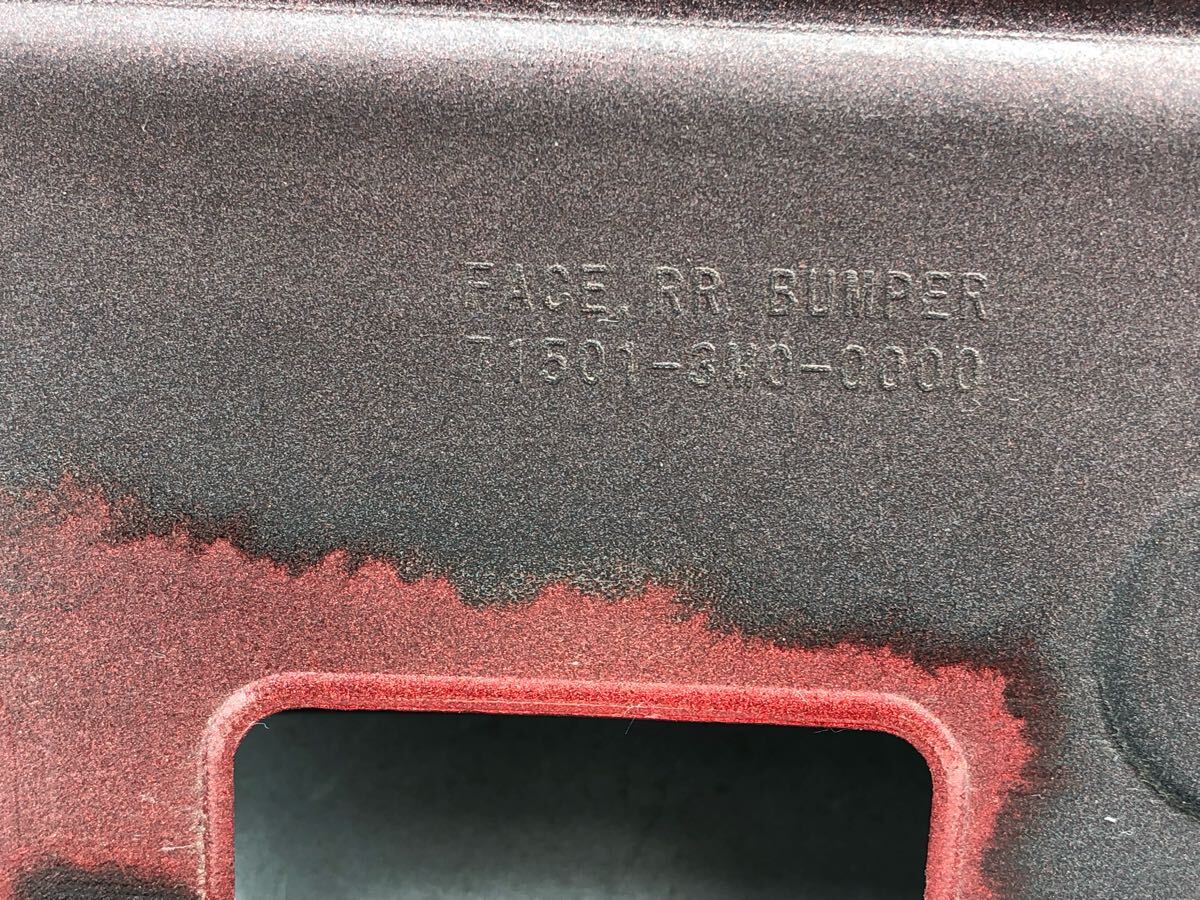 FACE, RR. BUMPER
71501-3M0-0000